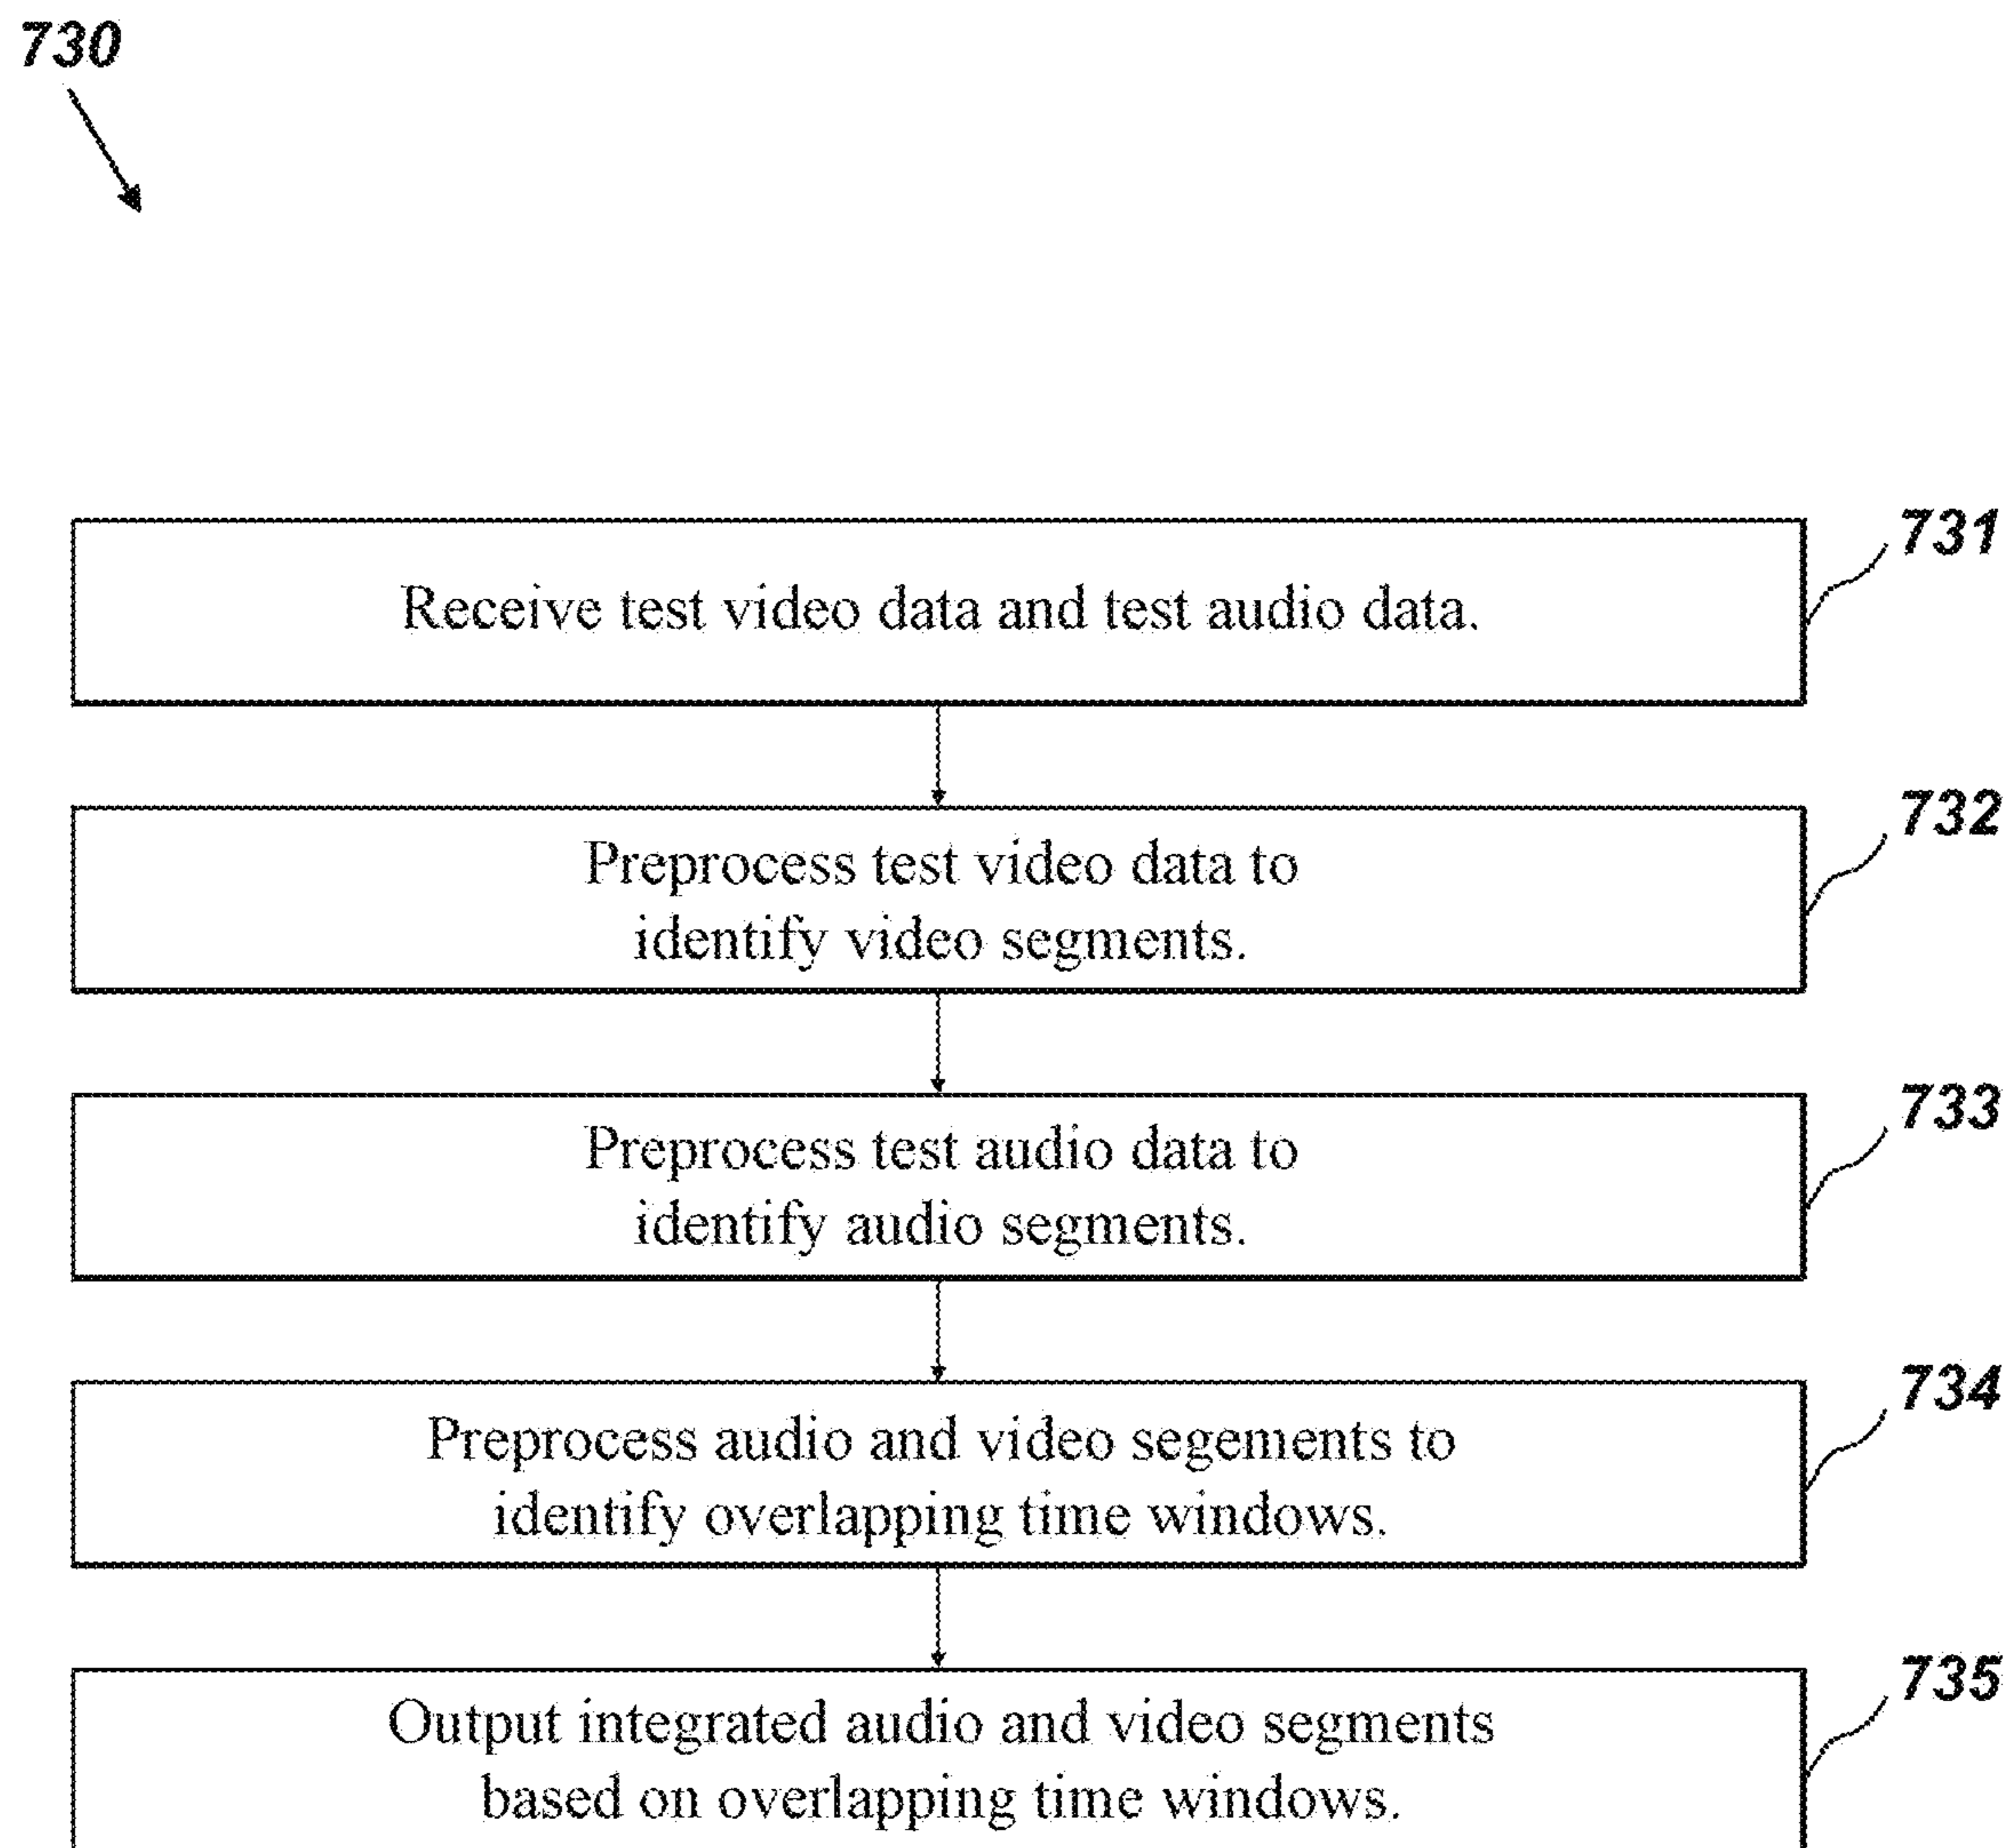 730
731
Receive test video data and test audio data.
732
Preprocess test video data to
identify video segments.
733
Preprocess test audio data to
identify audio segments.
734
Preprocess audio and video segements to
identify overlapping time windows.
735
Output integrated audio and video segments
based on overlapping time windows.